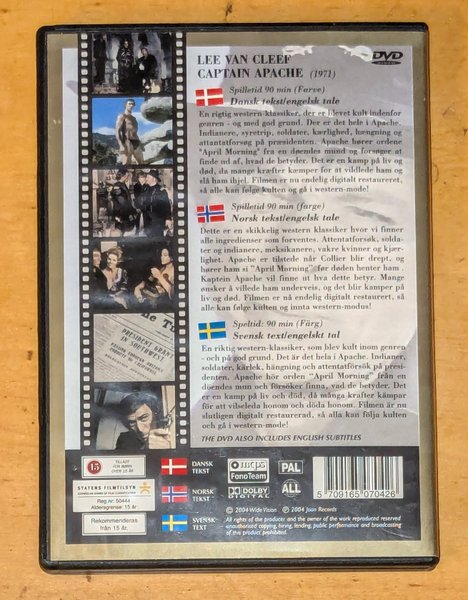 LEE VAN CLEEF
CAPTAIN APACHE (1971)
DVD
VIDEO
Spilletid 90 min (Farve)
Dansk tekst/engelsk tale
En rigtig western-klassiker, der er blevet kult indenfor
genren - og med god grund. Der er det hele i Apache.
Indianere, syretrip, soldater, kærlighed, hængning og
attentatforsøg på præsidenten. Apache hører ordene
"April Morning" fra en døendes mund og forsøger at
finde ud af, hvad de betyder. Det er en kamp på liv og
død, da mange kræfter kæmper for at vildlede ham og
slå ham ihjel. Filmen er nu endelig digitalt restaureret,
så alle kan følge kulten og gå i western-mode!
Spilletid 90 min (farge)
Norsk tekst/engelsk tale
Dette er en skikkelig western klassiker hvor vi finner
alle ingredienser som forventes. Attentatforsøk, solda-
ter og indianere, meksikanere, vakre kvinner og kjær-
lighet. Apache er tilstede når Collier blir drept, og
hører ham si "April Morning" før døden henter ham .
Kaptein Apache vil finne ut hva dette betyr. Mange
ønsker å villede ham underveis, og det blir kamper
på liv og død. Filmen er nå endelig digitalt restaurert,
så alle kan følge kulten og innta western-modus!
Speltid: 90 min (Färg)
Svensk text/engelskt tal
En riktig western-klassiker, som blev kult inom genren
- och på god grund. Det är det hela i Apache. Indianer,
soldater, kärlek, hängning och attentatsförsök på presi-
denten. Apache hör orden "April Morning" från en
döendes mun och försöker finna, vad de betyder. Det är
en kamp på liv och död, då många krafter kämpar
för att vilseleda honom och döda honom. Filmen är nu
slutligen digitalt restaurerad, så alla kan följa kulten
och gå i western-mode!
THE DVD ALSO INCLUDES ENGLISH SUBTITLES
PRESIDENT GRANT
IN SOUTHWEST
15
TILLADT
FOR BØRN
OVER 15 ÅR
STATENS FILMTILSYN
Reg.nr: 50444
Aldersgrense: 15 år
Rekommenderas
från 15 år.
DANSK
TEKST
NORSK
TEKST
SVENSK
TEXT
mcps
FonoTeam
DOLBY
DIGITAL
PAL
ALL
5 709165 070426
© 2004 Wide Vision ℗ 2004 Joan Records
All rights of the producer and the owner of the work reproduced reserved
unauthorised copying, hiring, lending, public performance and broadcasting
of this product prohibited.